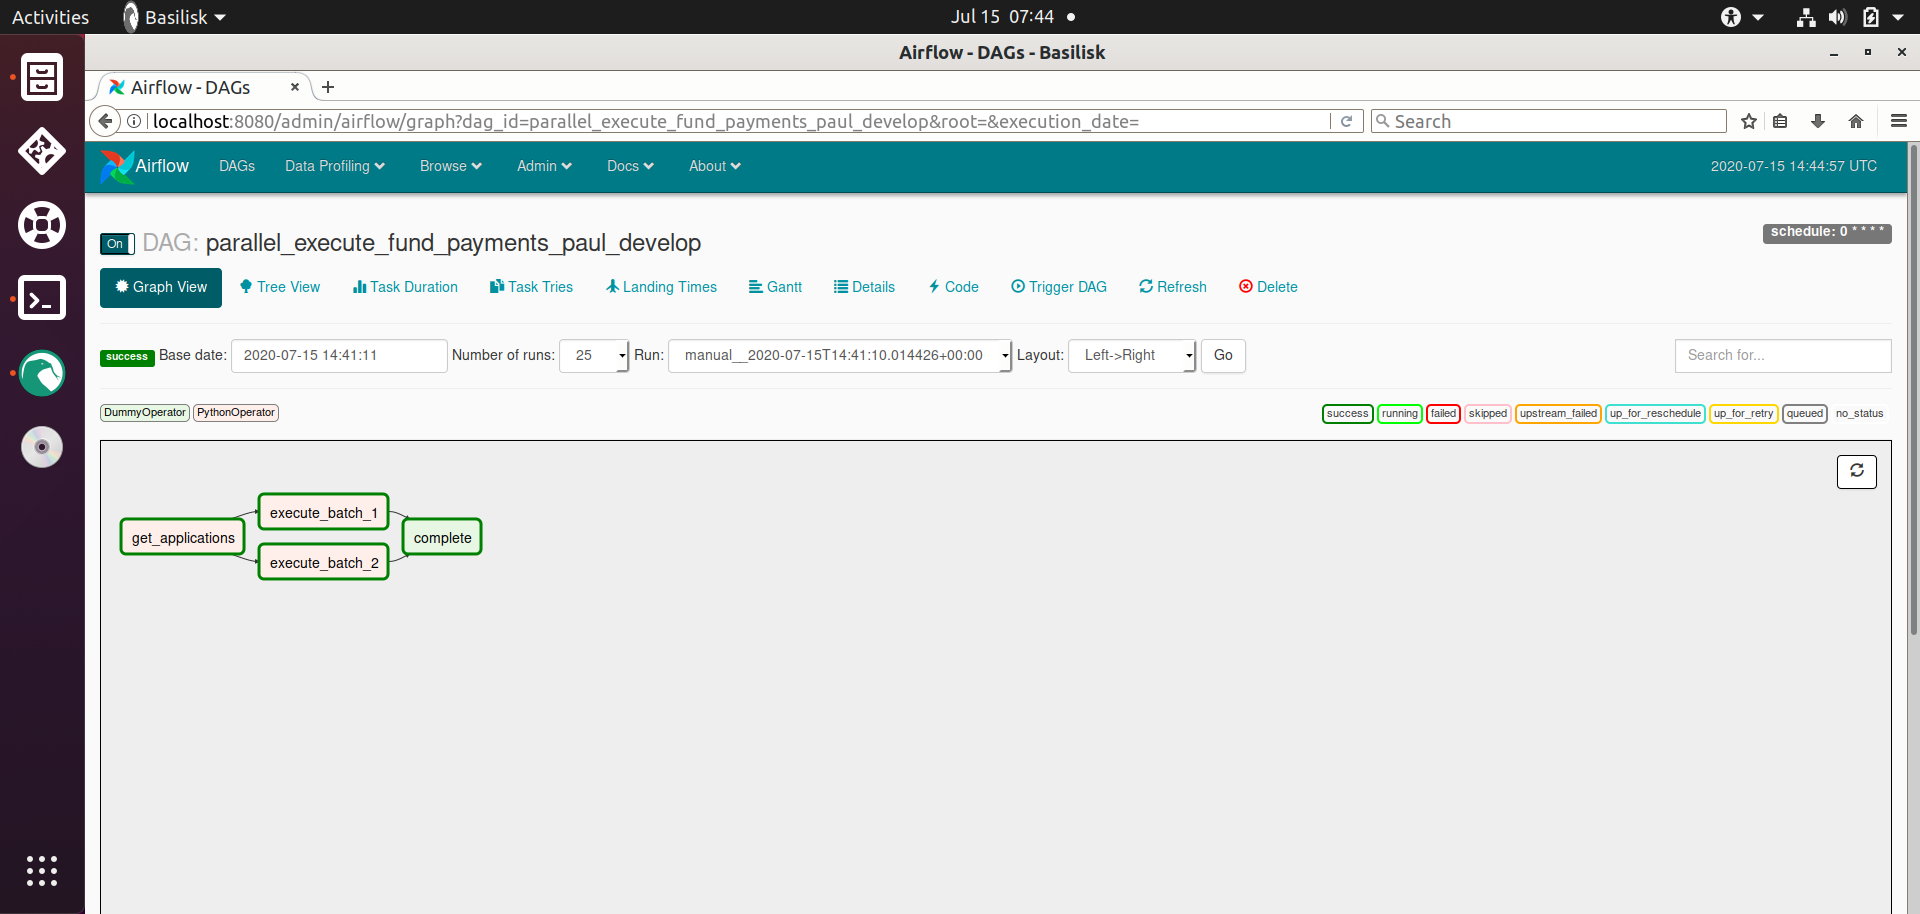 Activities Basilisk Jul 15 07:44
Airflow - DAGs - Basilisk
Airflow - DAGs
localhost:8080/admin/airflow/graph?dag_id=parallel_execute_fund_payments_paul_develop&root=&execution_date= Search
Airflow DAGs Data Profiling Browse Admin Docs About 2020-07-15 14:44:57 UTC
On DAG: parallel_execute_fund_payments_paul_develop schedule: 0 * * * *
Graph View Tree View Task Duration Task Tries Landing Times Gantt Details Code Trigger DAG Refresh Delete
success Base date: 2020-07-15 14:41:11 Number of runs: 25 Run: manual__2020-07-15T14:41:10.014426+00:00 Layout: Left->Right Go Search for...
DummyOperator PythonOperator success running failed skipped upstream_failed up_for_reschedule up_for_retry queued no_status
execute_batch_1
get_applications complete
execute_batch_2